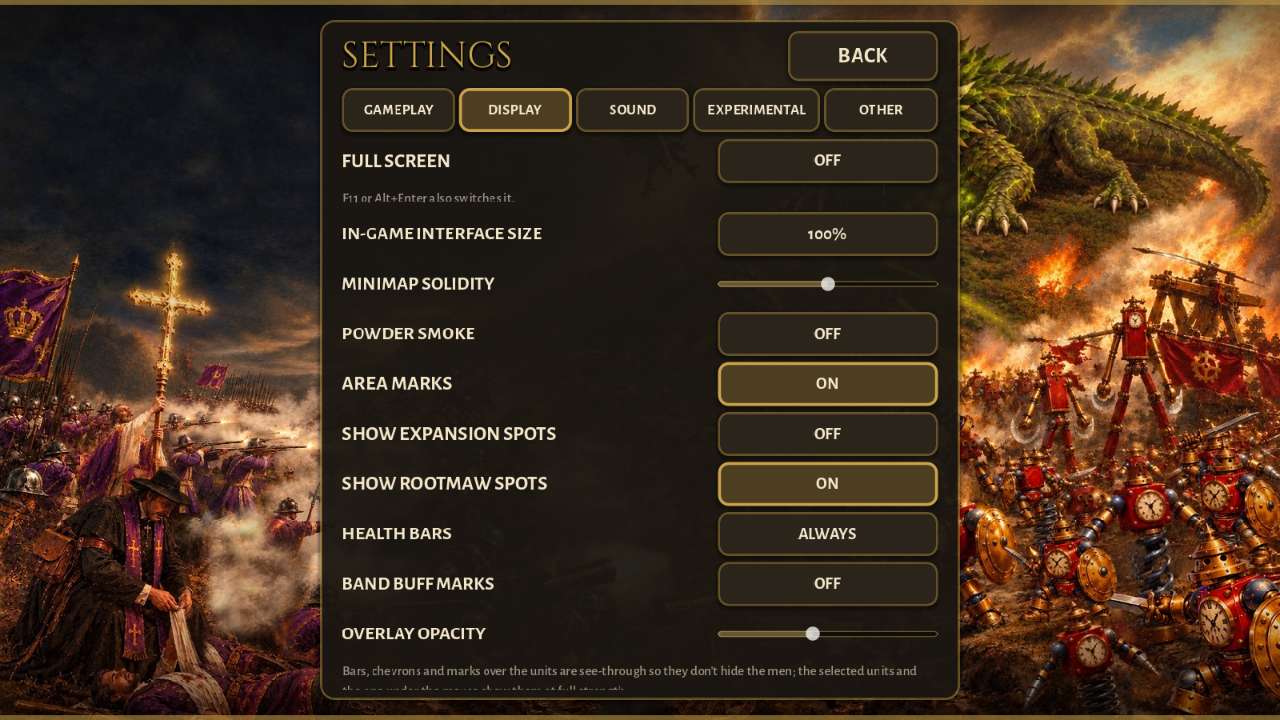 SETTINGS
BACK
GAMEPLAY
DISPLAY
SOUND
EXPERIMENTAL
OTHER
FULL SCREEN
OFF
F11 or Alt+Enter also switches it.
IN-GAME INTERFACE SIZE
100%
MINIMAP SOLIDITY
POWDER SMOKE
OFF
AREA MARKS
ON
SHOW EXPANSION SPOTS
OFF
SHOW ROOTMAW SPOTS
ON
HEALTH BARS
ALWAYS
BAND BUFF MARKS
OFF
OVERLAY OPACITY
Bars, chevrons and marks over the units are see-through so they don't hide the men; the selected units and